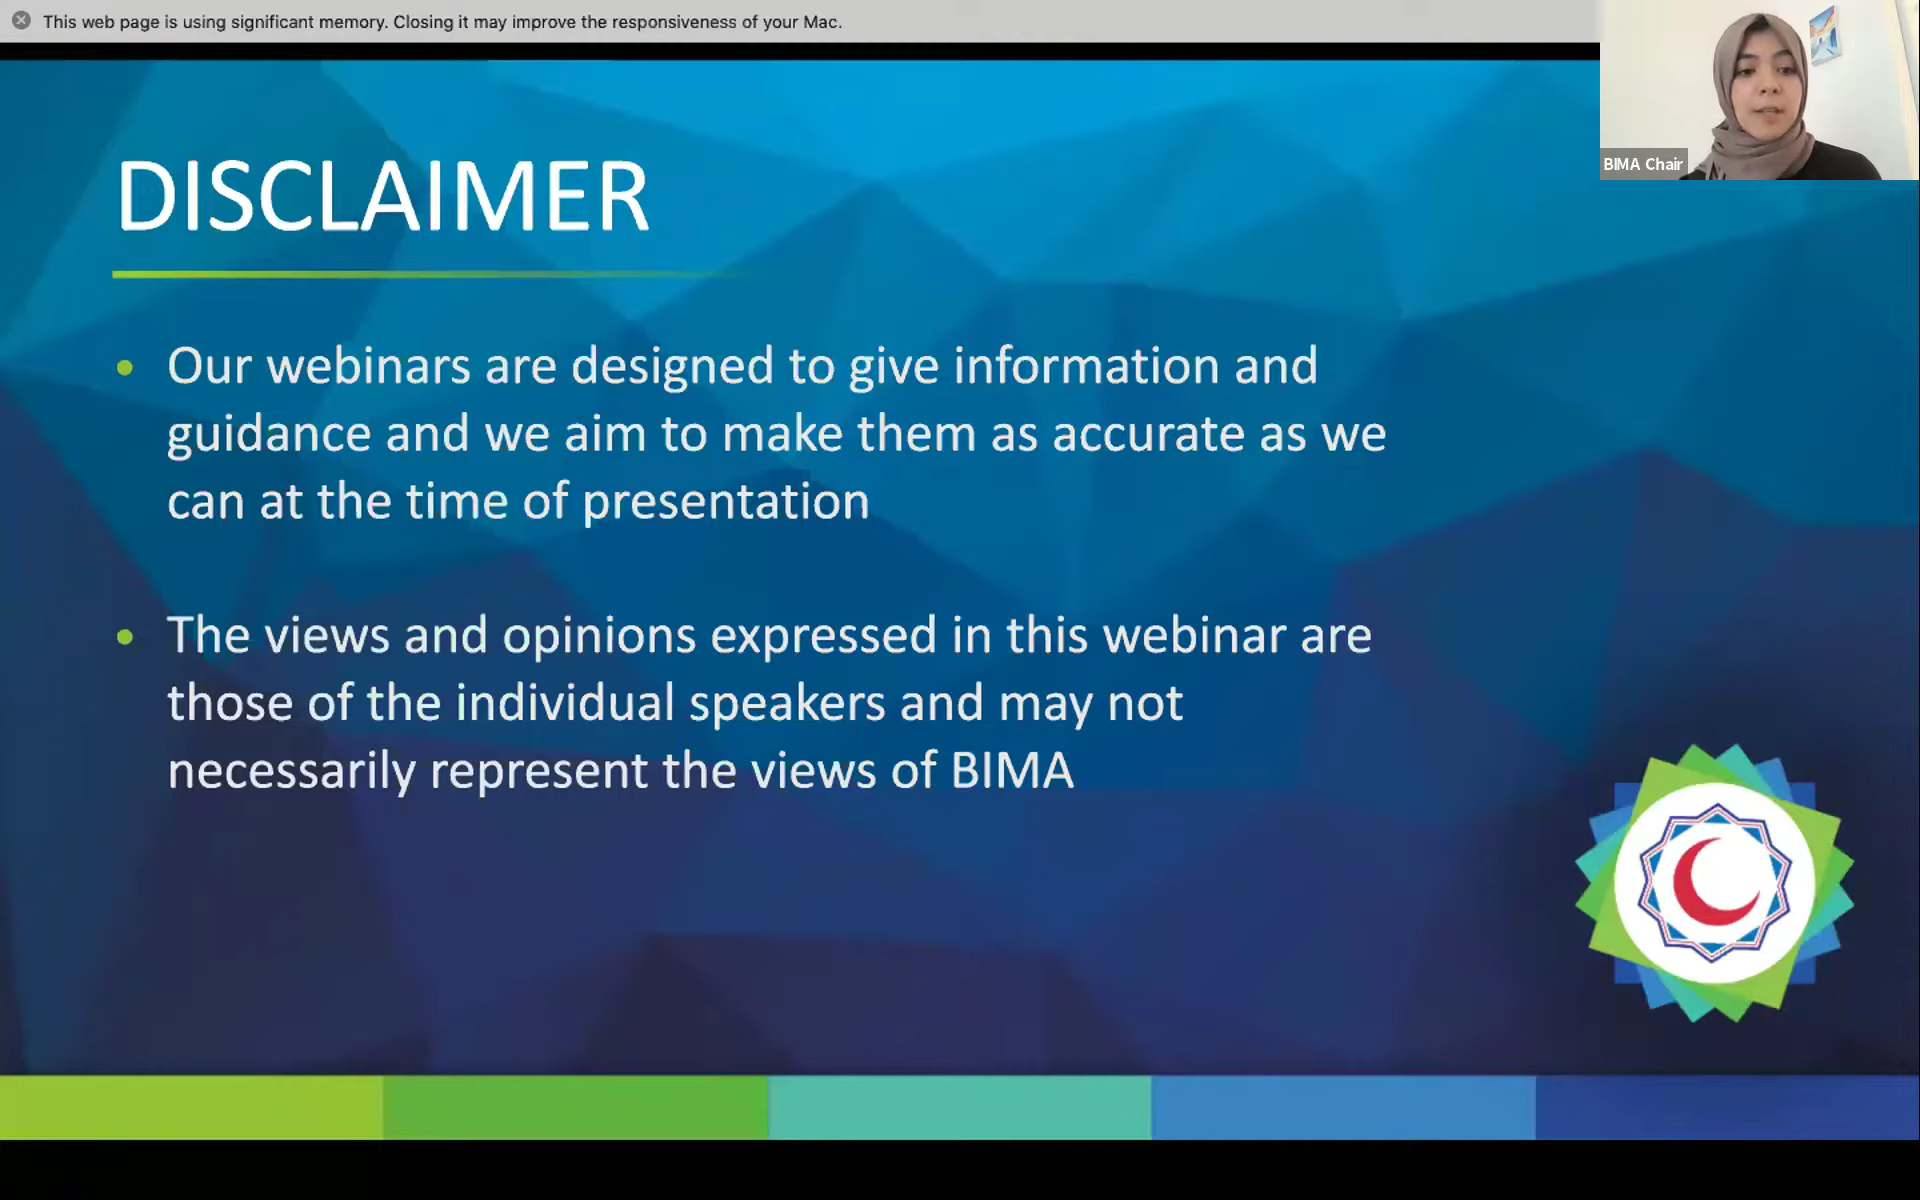 This web page is using significant memory. Closing it may improve the responsiveness of your Mac.
BIMA Chair
DISCLAIMER
• Our webinars are designed to give information and
guidance and we aim to make them as accurate as we
can at the time of presentation
• The views and opinions expressed in this webinar are
those of the individual speakers and may not
necessarily represent the views of BIMA